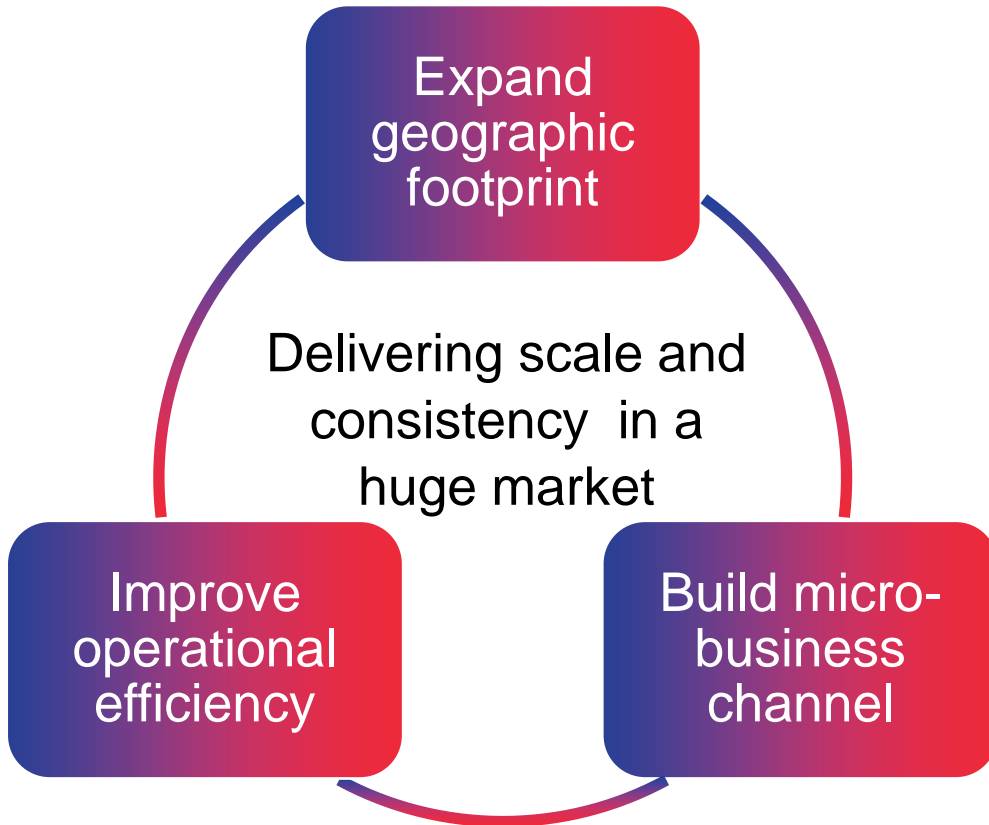 Expand
geographic
footprint
Delivering scale and
consistency  in a
huge market
Improve
operational
efficiency
Build micro-
business
channel